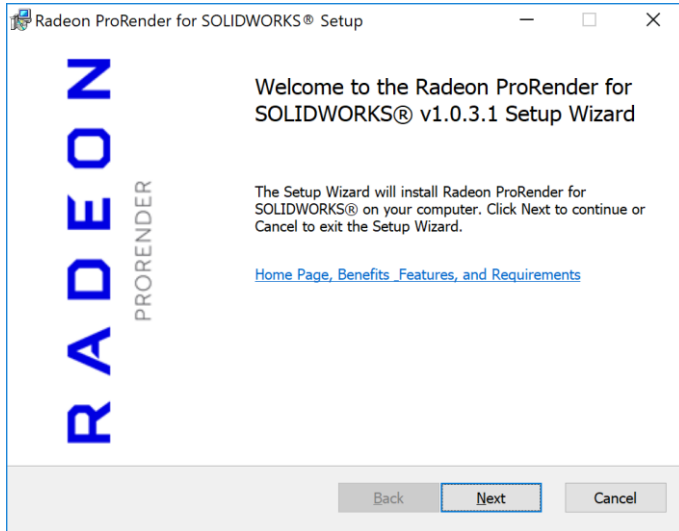 Radeon ProRender for SOLIDWORKS® Setup
RADEON
PRORENDER
Welcome to the Radeon ProRender for
SOLIDWORKS® v1.0.3.1 Setup Wizard
The Setup Wizard will install Radeon ProRender for
SOLIDWORKS® on your computer. Click Next to continue or
Cancel to exit the Setup Wizard.
Home Page, Benefits _Features, and Requirements
Back
Next
Cancel